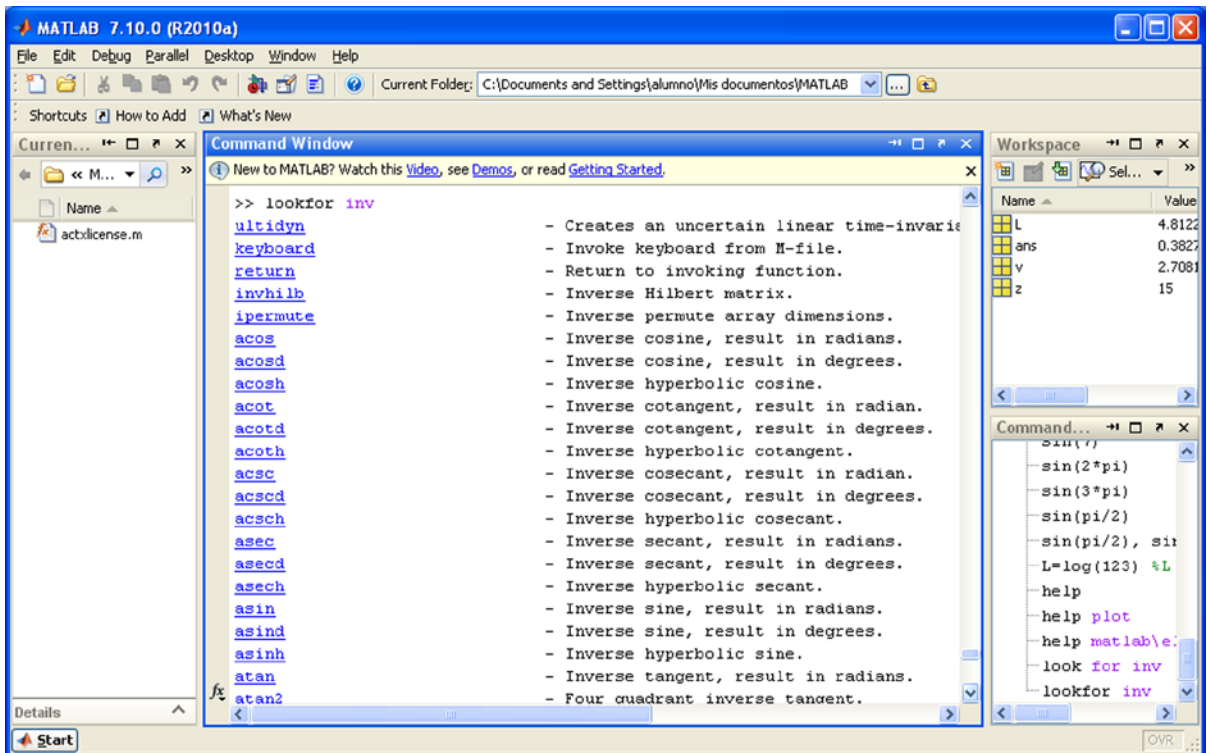 MATLAB 7.10.0 (R2010a)
File Edit Debug Parallel Desktop Window Help
Current Folder: C:\Documents and Settings\alumno\Mis documentos\MATLAB ...
Shortcuts How to Add What's New
Curren...
« M... »
Name
actxlicense.m
Details
Command Window
New to MATLAB? Watch this Video, see Demos, or read Getting Started.
>> lookfor inv
ultidyn - Creates an uncertain linear time-invaria
keyboard - Invoke keyboard from M-file.
return - Return to invoking function.
invhilb - Inverse Hilbert matrix.
ipermute - Inverse permute array dimensions.
acos - Inverse cosine, result in radians.
acosd - Inverse cosine, result in degrees.
acosh - Inverse hyperbolic cosine.
acot - Inverse cotangent, result in radian.
acotd - Inverse cotangent, result in degrees.
acoth - Inverse hyperbolic cotangent.
acsc - Inverse cosecant, result in radian.
acscd - Inverse cosecant, result in degrees.
acsch - Inverse hyperbolic cosecant.
asec - Inverse secant, result in radians.
asecd - Inverse secant, result in degrees.
asech - Inverse hyperbolic secant.
asin - Inverse sine, result in radians.
asind - Inverse sine, result in degrees.
asinh - Inverse hyperbolic sine.
atan - Inverse tangent, result in radians.
fx atan2 - Four quadrant inverse tangent.
Workspace
Sel... »
Name Value
L 4.8122
ans 0.3827
v 2.7081
z 15
Command...
sin(7)
sin(2*pi)
sin(3*pi)
sin(pi/2)
sin(pi/2), sin
L=log(123) %L
help
help plot
help matlab\el
look for inv
lookfor inv
Start
OVR